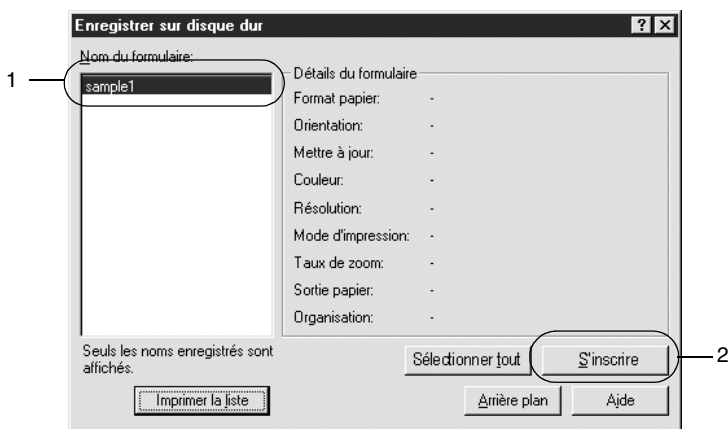 Enregistrer sur disque dur
Nom du formulaire:
1
sample1
Détails du formulaire
Format papier: -
Orientation: -
Mettre à jour: -
Couleur: -
Résolution: -
Mode d'impression: -
Taux de zoom: -
Sortie papier: -
Organisation: -
Seuls les noms enregistrés sont
affichés.
Sélectionner tout
S'inscrire
2
Imprimer la liste
Arrière plan
Aide